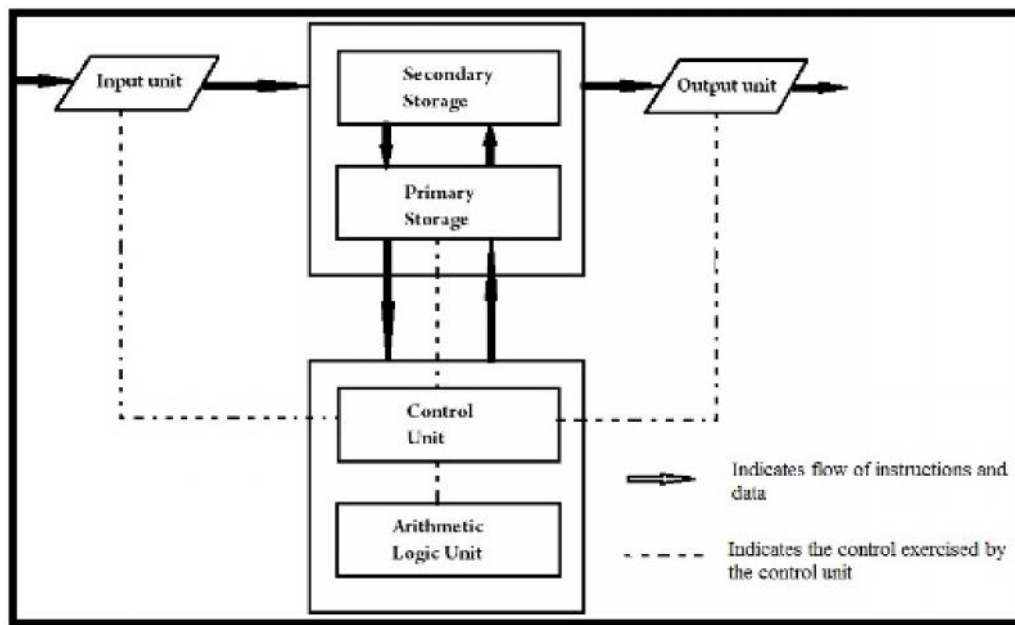 Input unit
Secondary
Storage
Output unit
Primary
Storage
Control
Unit
Arithmetic
Logic Unit
Indicates flow of instructions and
data
Indicates the control exercised by
the control unit